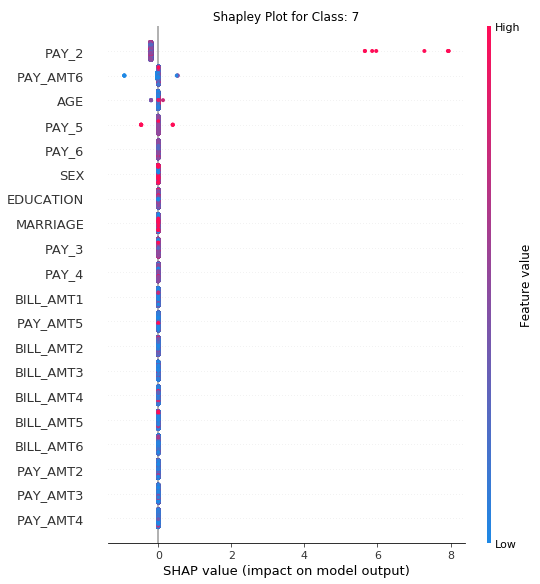 Shapley Plot for Class: 7
High
PAY_2
PAY_AMT6
AGE
PAY_5
PAY_6
SEX
EDUCATION
MARRIAGE
PAY_3
PAY_4
BILL_AMT1
PAY_AMT5
BILL_AMT2
BILL_AMT3
BILL_AMT4
BILL_AMT5
BILL_AMT6
PAY_AMT2
PAY_AMT3
PAY_AMT4
Feature value
Low
0 2 4 6 8
SHAP value (impact on model output)